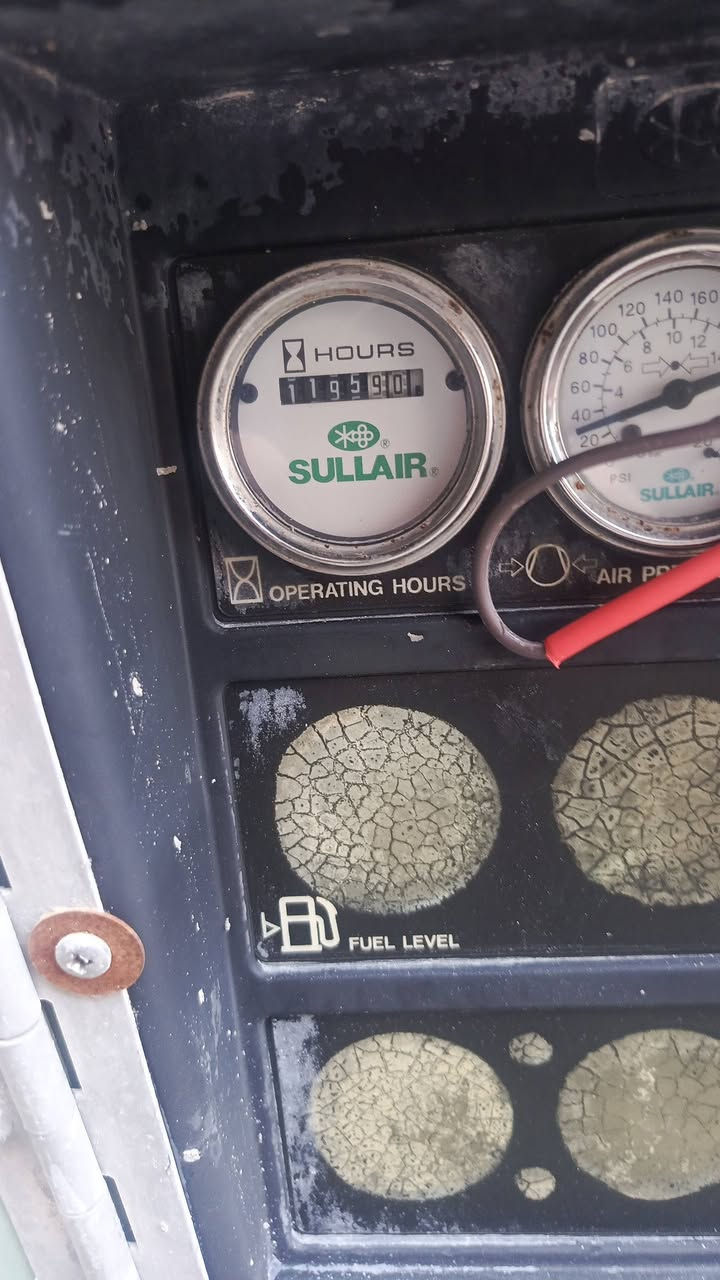 HOURS
119590
®
SULLAIR®
OPERATING HOURS
120 140 160
100
80
60
40
20
4 6 8 10 12
PSI
SULLAIR
AIR
FUEL LEVEL